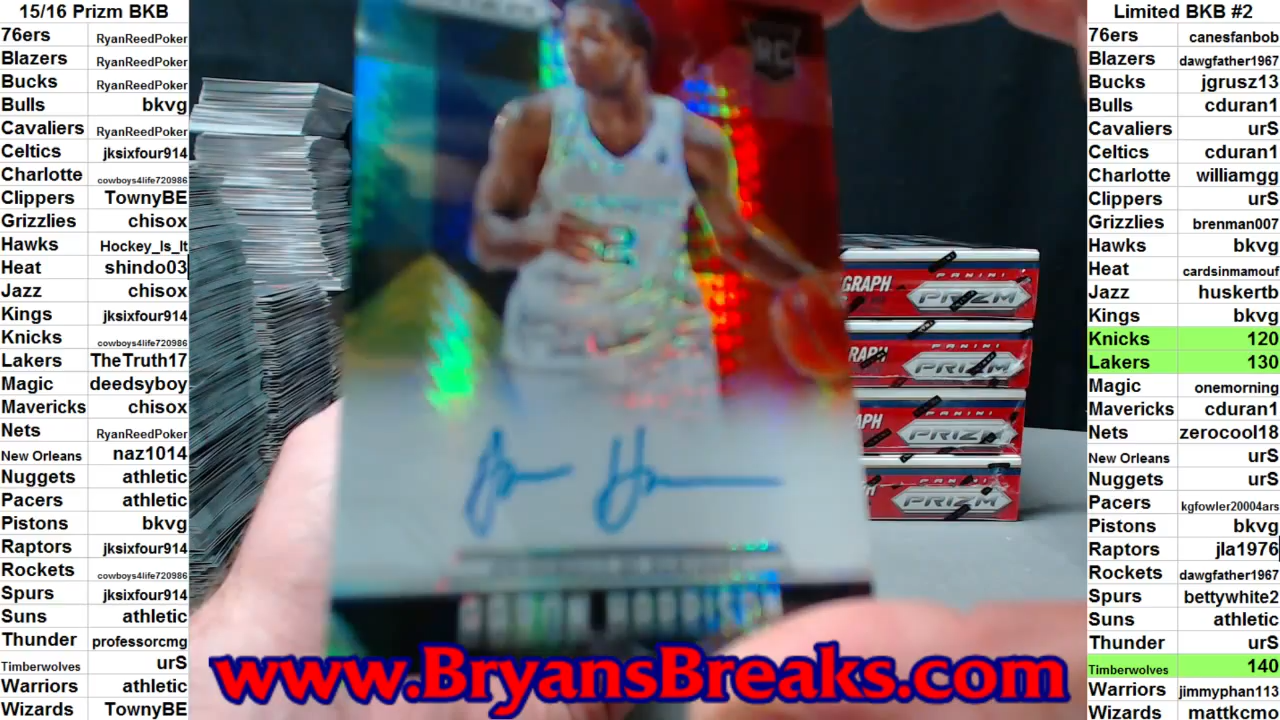 15/16 Prizm BKB
76ers RyanReedPoker
Blazers RyanReedPoker
Bucks RyanReedPoker
Bulls bkvg
Cavaliers RyanReedPoker
Celtics jksixfour914
Charlotte cowboys4life720986
Clippers TownyBE
Grizzlies chisox
Hawks Hockey_Is_It
Heat shindo03
Jazz chisox
Kings jksixfour914
Knicks cowboys4life720986
Lakers TheTruth17
Magic deedsyboy
Mavericks chisox
Nets RyanReedPoker
New Orleans naz1014
Nuggets athletic
Pacers athletic
Pistons bkvg
Raptors jksixfour914
Rockets cowboys4life720986
Spurs jksixfour914
Suns athletic
Thunder professorcmg
Timberwolves urS
Warriors athletic
Wizards TownyBE
RC
2
GRAPH PANINI
PRIZM
RAPH PANINI
PRIZM
APH PANINI
PRIZM
H PANINI
PRIZM
www.BryansBreaks.com
Limited BKB #2
76ers canesfanbob
Blazers dawgfather1967
Bucks jgrusz13
Bulls cduran1
Cavaliers urS
Celtics cduran1
Charlotte williamgg
Clippers urS
Grizzlies brenman007
Hawks bkvg
Heat cardsinmamouf
Jazz huskertb
Kings bkvg
Knicks 120
Lakers 130
Magic onemorning
Mavericks cduran1
Nets zerocool18
New Orleans urS
Nuggets urS
Pacers kgfowler20004ars
Pistons bkvg
Raptors jla1976
Rockets dawgfather1967
Spurs bettywhite2
Suns athletic
Thunder urS
Timberwolves 140
Warriors jimmyphan113
Wizards mattkcmo